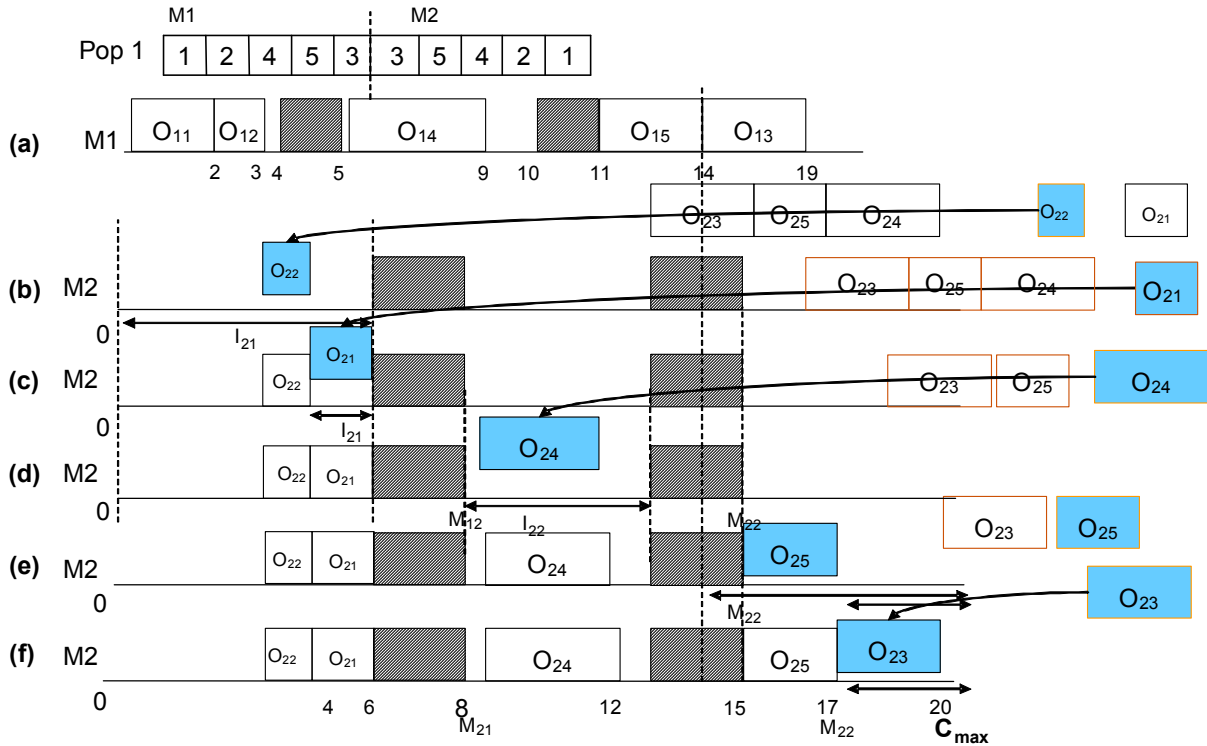 M1 M2
Pop 1 1 2 4 5 3 3 5 4 2 1
(a) M1 O11 O12 O14 O15 O13
2 3 4 5 9 10 11 14 19
O23 O25 O24 O22 O21
O22
(b) M2 O23 O25 O24 O21
0 I21
O21
(c) M2 O22 O23 O25 O24
0 I21
O24
(d) M2 O22 O21
0 M12 I22 M22
O23 O25
(e) M2 O22 O21 O24 O25
0 M22 O23
(f) M2 O22 O21 O24 O25 O23
0 4 6 8 12 15 17 20
M21 M22 Cmax